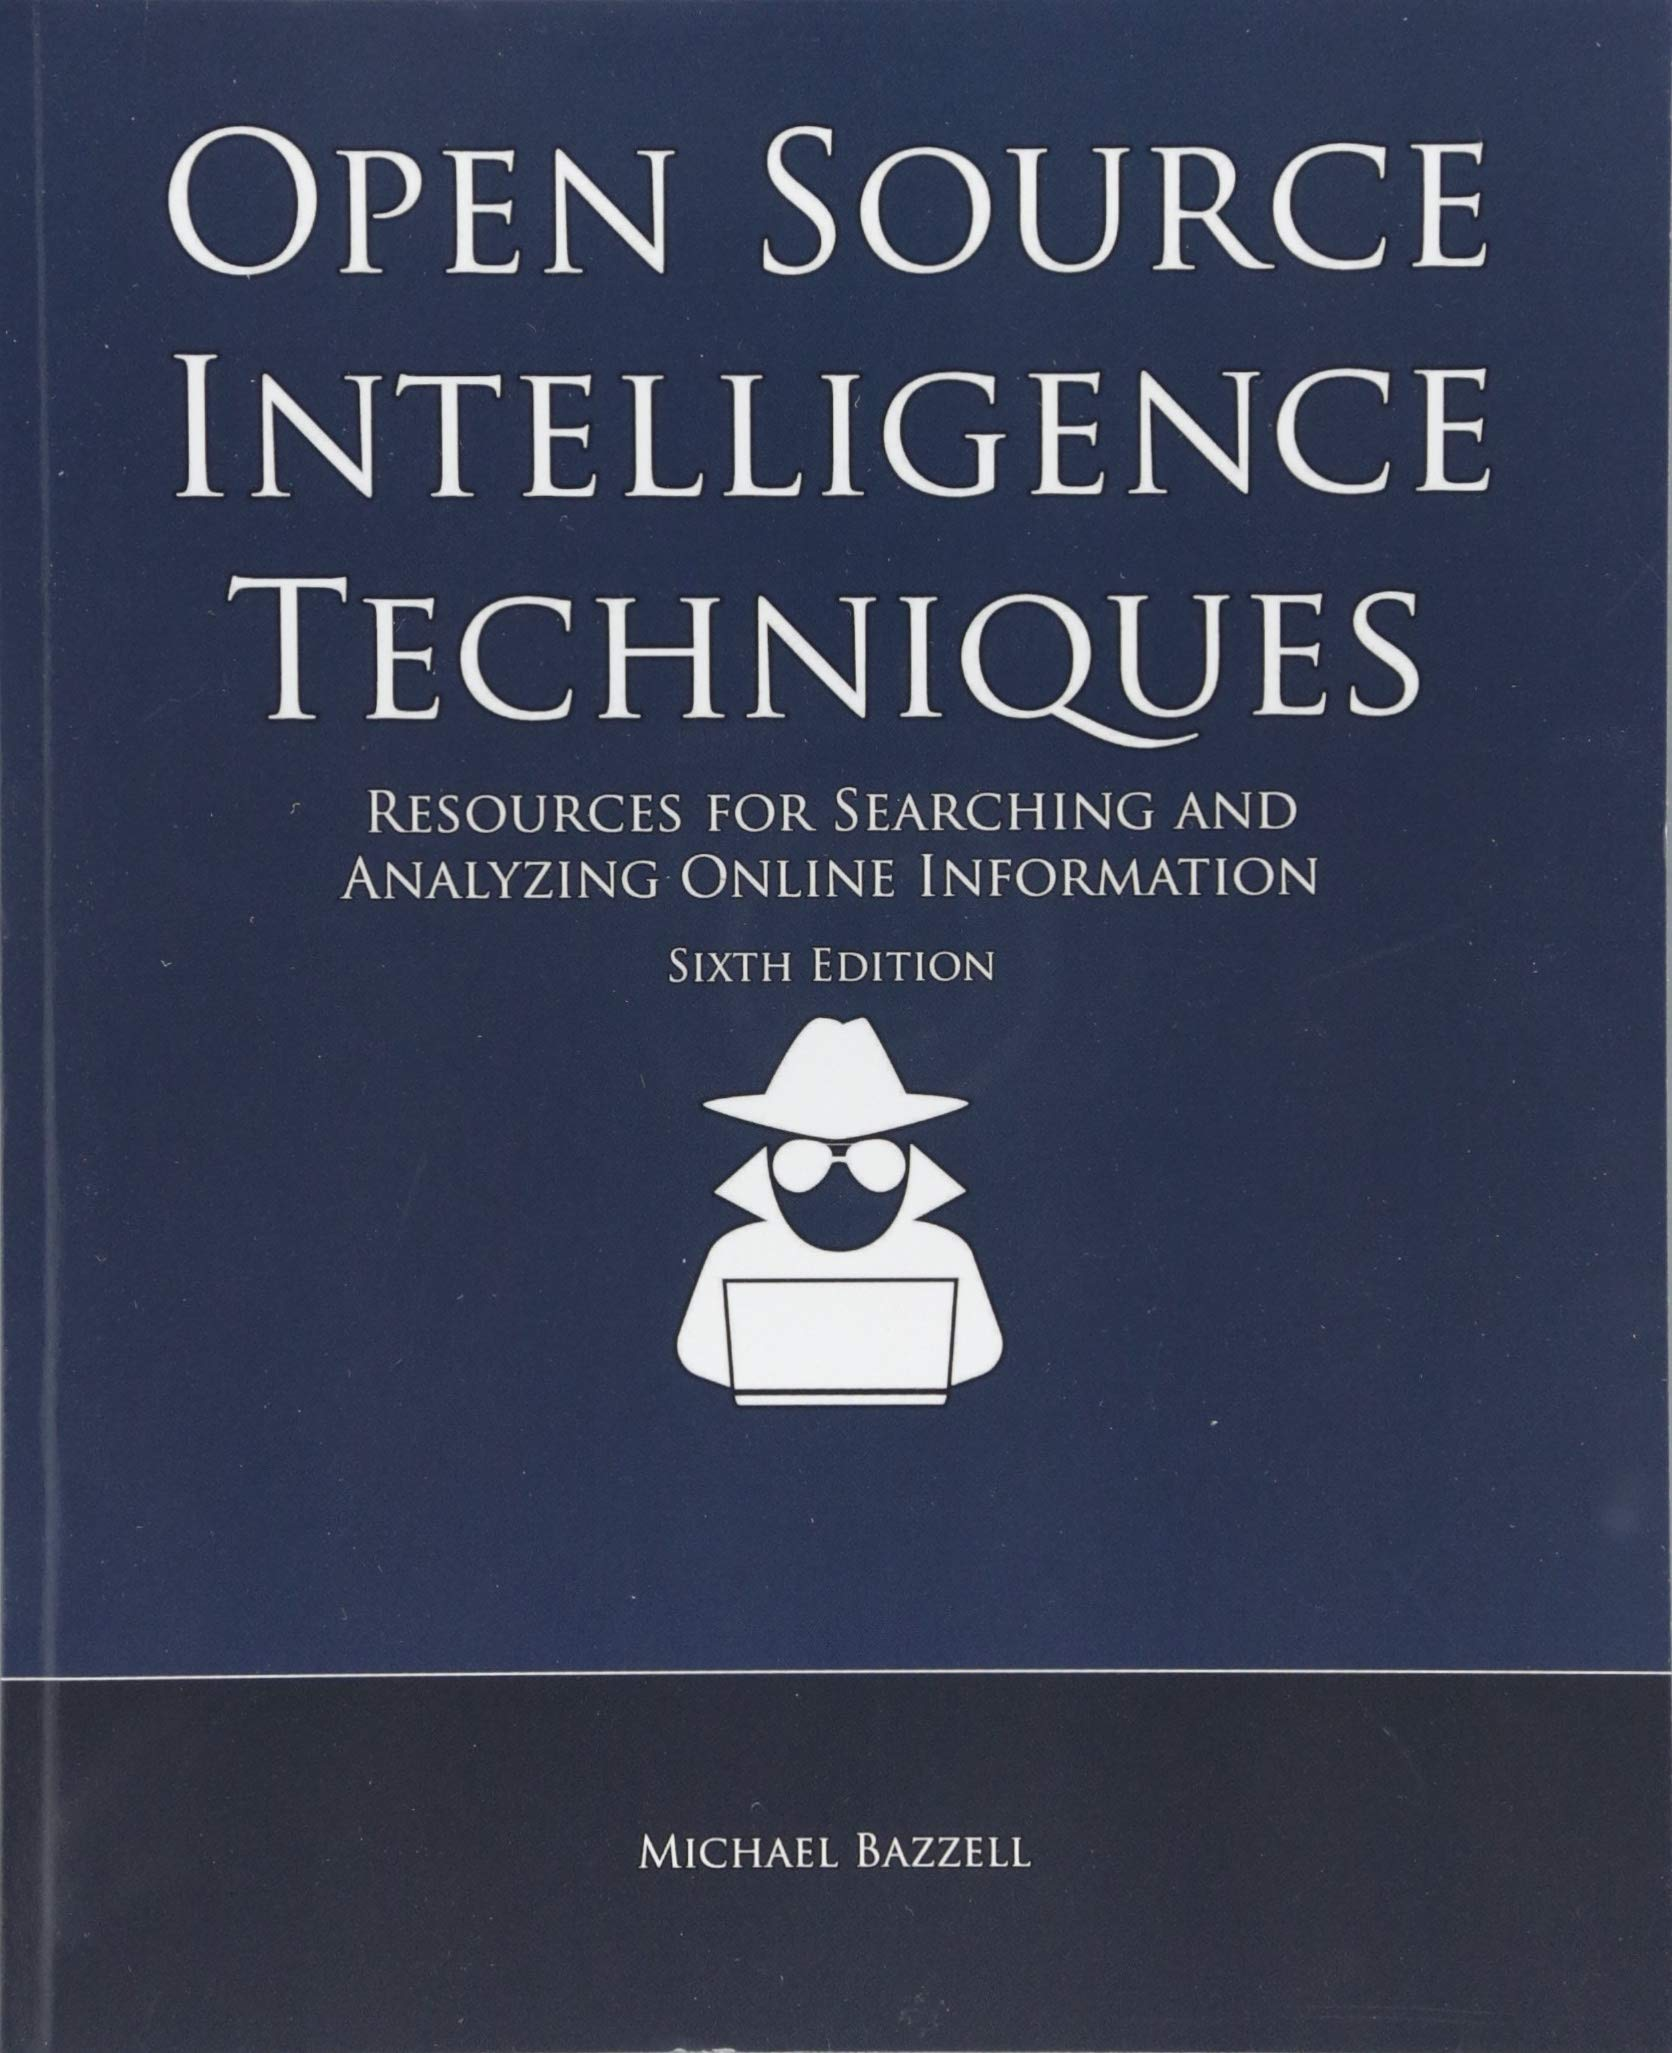 OPEN SOURCE
INTELLIGENCE
TECHNIQUES
RESOURCES FOR SEARCHING AND
ANALYZING ONLINE INFORMATION
SIXTH EDITION
MICHAEL BAZZELL